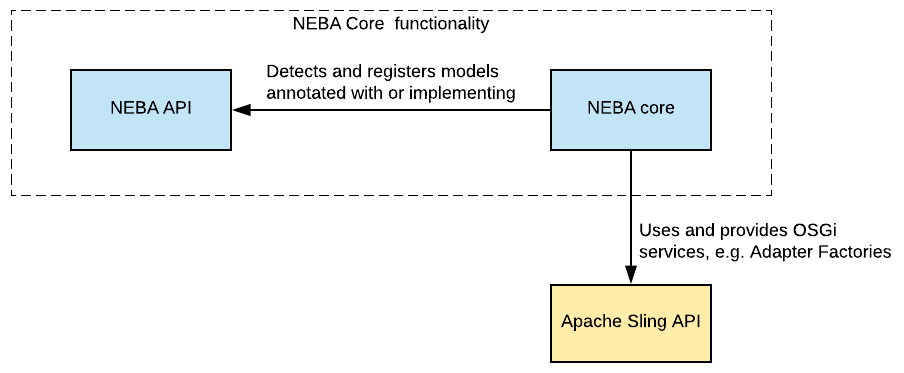 NEBA Core functionality
Detects and registers models
annotated with or implementing
NEBA API
NEBA core
Uses and provides OSGi
services, e.g. Adapter Factories
Apache Sling API